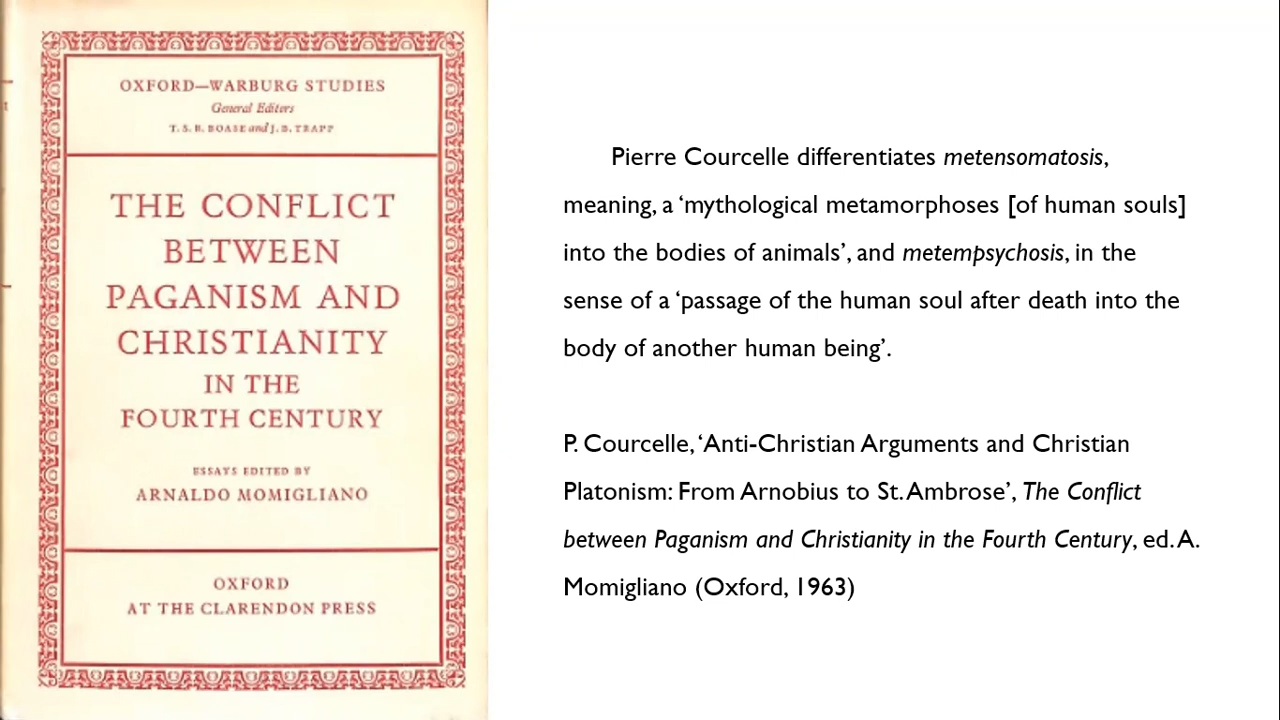 OXFORD—WARBURG STUDIES
General Editors
T. S. R. BOASE and J. B. TRAPP
THE CONFLICT
BETWEEN
PAGANISM AND
CHRISTIANITY
IN THE
FOURTH CENTURY
ESSAYS EDITED BY
ARNALDO MOMIGLIANO
OXFORD
AT THE CLARENDON PRESS
Pierre Courcelle differentiates metensomatosis,
meaning, a ‘mythological metamorphoses [of human souls]
into the bodies of animals’, and metempsychosis, in the
sense of a ‘passage of the human soul after death into the
body of another human being’.
P. Courcelle, ‘Anti-Christian Arguments and Christian
Platonism: From Arnobius to St. Ambrose’, The Conflict
between Paganism and Christianity in the Fourth Century, ed. A.
Momigliano (Oxford, 1963)